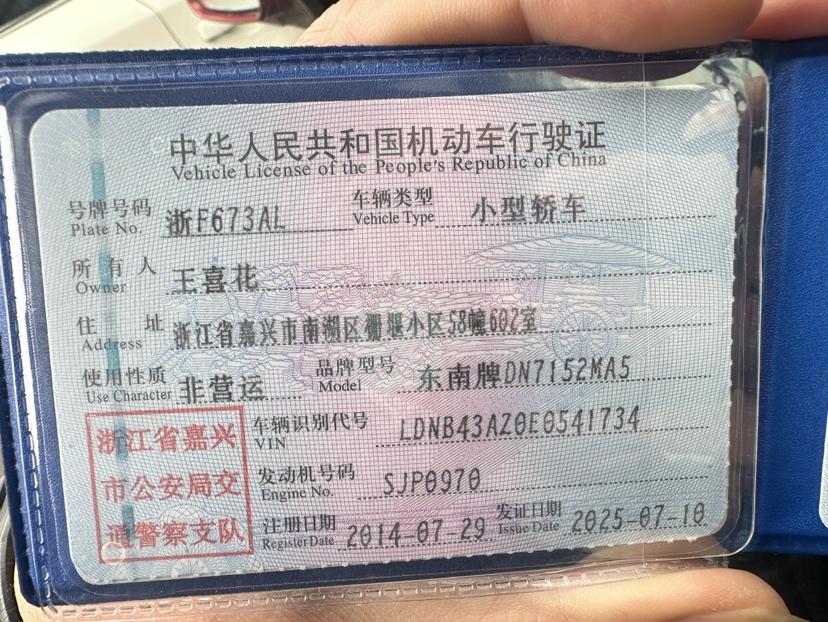 中华人民共和国机动车行驶证
Vehicle License of the People's Republic of China
号牌号码 浙F673AL 车辆类型 小型轿车
Plate No. Vehicle Type
所有人 王喜花
Owner
住址 浙江省嘉兴市南湖区栅堰小区58幢602室
Address
使用性质 非营运 品牌型号 东南牌DN7152MA5
Use Character Model
浙江省嘉兴 车辆识别代号 LDNB43AZ0E0541734
VIN
市公安局交 发动机号码 SJP0970
Engine No.
通警察支队 注册日期 2014-07-29 发证日期 2025-07-10
Register Date Issue Date